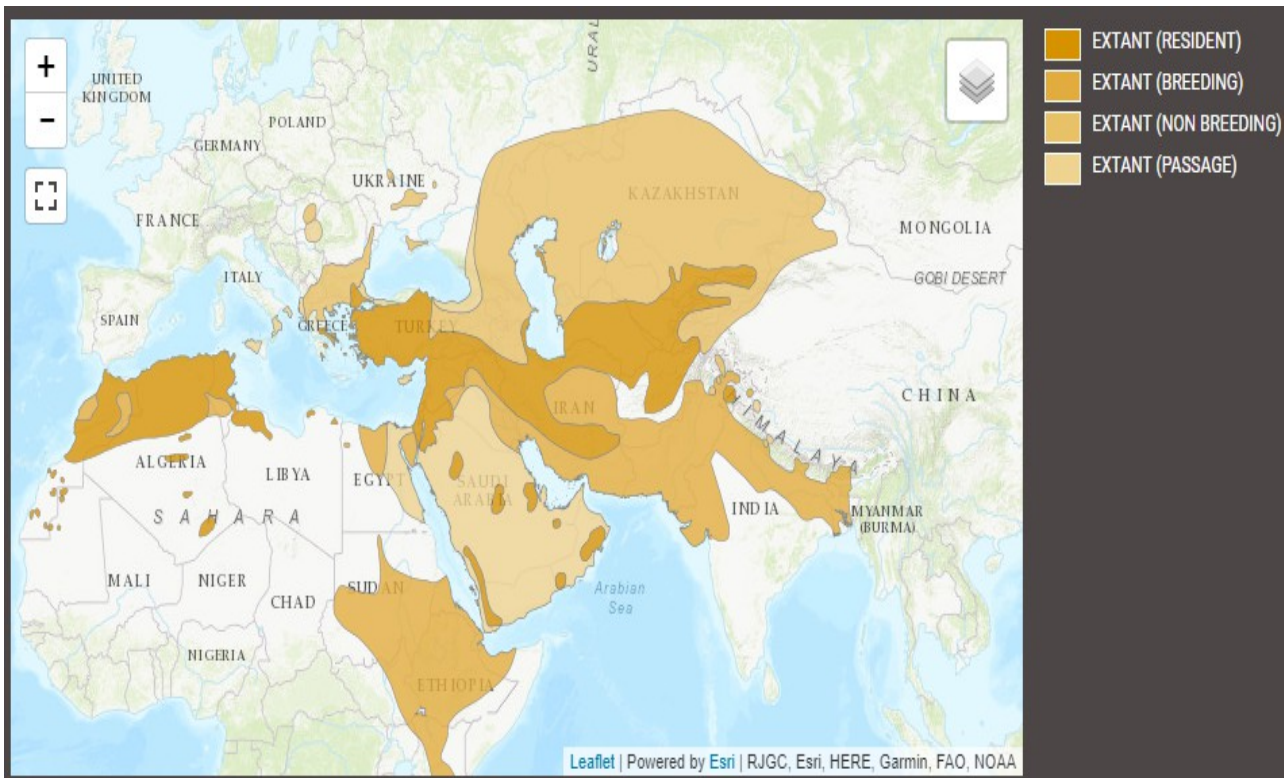 +
−
URAL
UNITED
KINGDOM
POLAND
GERMANY
UKRAINE
KAZAKHSTAN
FRANCE
MONGOLIA
ITALY
GOBI DESERT
SPAIN
GREECE
TURKEY
CHINA
IRAN
HIMALAYA
ALGERIA
LIBYA
EGYPT
SAUDI
ARABIA
INDIA
MYANMAR
(BURMA)
SAHARA
MALI
NIGER
SUDAN
CHAD
Arabian
Sea
NIGERIA
ETHIOPIA
Leaflet | Powered by Esri | RJGC, Esri, HERE, Garmin, FAO, NOAA
EXTANT (RESIDENT)
EXTANT (BREEDING)
EXTANT (NON BREEDING)
EXTANT (PASSAGE)